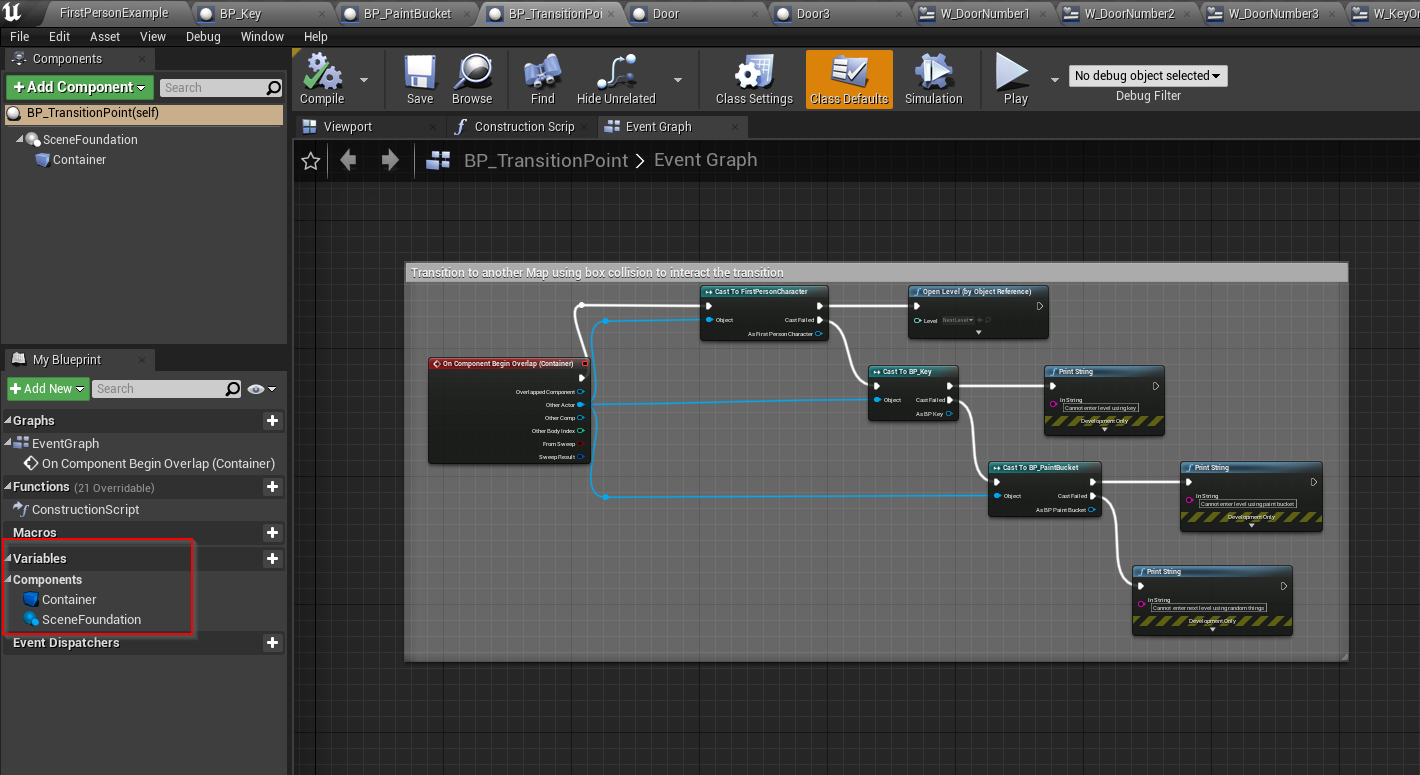 FirstPersonExample
BP_Key
BP_PaintBucket
BP_TransitionPoi
Door
Door3
W_DoorNumber1
W_DoorNumber2
W_DoorNumber3
W_KeyOr
File Edit Asset View Debug Window Help
Components
+ Add Component
Search
BP_TransitionPoint(self)
SceneFoundation
Container
Compile
Save
Browse
Find
Hide Unrelated
Class Settings
Class Defaults
Simulation
Play
No debug object selected
Debug Filter
Viewport
Construction Scrip
Event Graph
BP_TransitionPoint > Event Graph
My Blueprint
+ Add New
Search
Graphs
EventGraph
On Component Begin Overlap (Container)
Functions (21 Overridable)
ConstructionScript
Macros
Variables
Components
Container
SceneFoundation
Event Dispatchers
Transition to another Map using box collision to interact the transition
On Component Begin Overlap (Container)
Overlapped Component
Other Actor
Other Comp
Other Body Index
From Sweep
Sweep Result
Cast To FirstPersonCharacter
Object
Cast Failed
As First Person Character
Open Level (by Object Reference)
Level
NextLevel
Cast To BP_Key
Object
Cast Failed
As BP Key
Print String
In String
Cannot enter level using key
Development Only
Cast To BP_PaintBucket
Object
Cast Failed
As BP Paint Bucket
Print String
In String
Cannot enter level using paint bucket
Development Only
Print String
In String
Cannot enter next level using random things
Development Only